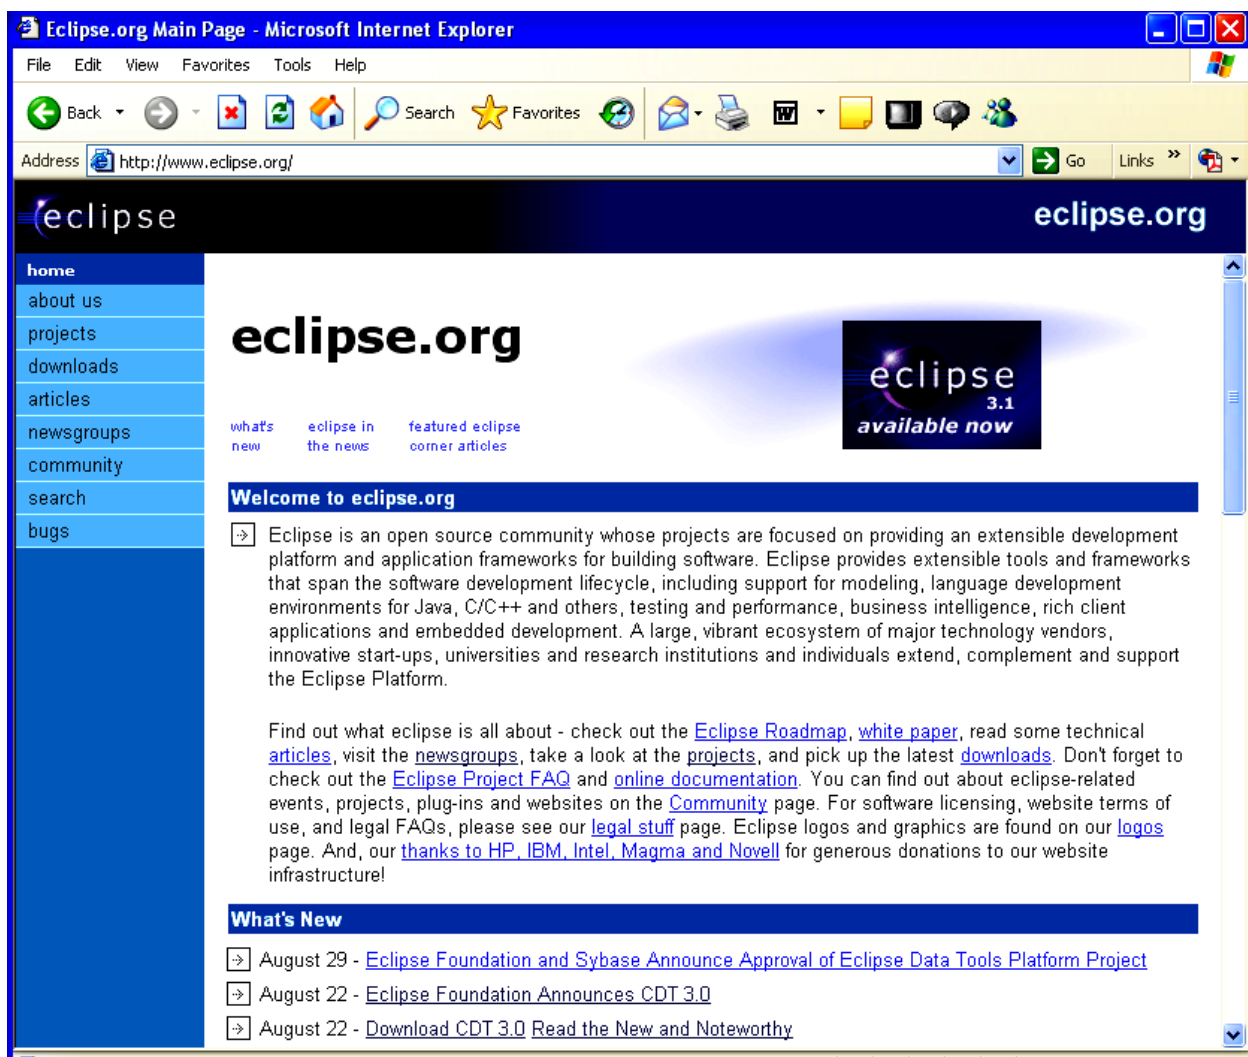 Eclipse.org Main Page - Microsoft Internet Explorer
File Edit View Favorites Tools Help
Back Search Favorites
Address http://www.eclipse.org/ Go Links »
eclipse eclipse.org
home
about us
projects
downloads
articles
newsgroups
community
search
bugs
eclipse.org
eclipse
3.1
available now
what's new
eclipse in the news
featured eclipse corner articles
Welcome to eclipse.org
Eclipse is an open source community whose projects are focused on providing an extensible development
platform and application frameworks for building software. Eclipse provides extensible tools and frameworks
that span the software development lifecycle, including support for modeling, language development
environments for Java, C/C++ and others, testing and performance, business intelligence, rich client
applications and embedded development. A large, vibrant ecosystem of major technology vendors,
innovative start-ups, universities and research institutions and individuals extend, complement and support
the Eclipse Platform.
Find out what eclipse is all about - check out the Eclipse Roadmap, white paper, read some technical
articles, visit the newsgroups, take a look at the projects, and pick up the latest downloads. Don't forget to
check out the Eclipse Project FAQ and online documentation. You can find out about eclipse-related
events, projects, plug-ins and websites on the Community page. For software licensing, website terms of
use, and legal FAQs, please see our legal stuff page. Eclipse logos and graphics are found on our logos
page. And, our thanks to HP, IBM, Intel, Magma and Novell for generous donations to our website
infrastructure!
What's New
August 29 - Eclipse Foundation and Sybase Announce Approval of Eclipse Data Tools Platform Project
August 22 - Eclipse Foundation Announces CDT 3.0
August 22 - Download CDT 3.0 Read the New and Noteworthy